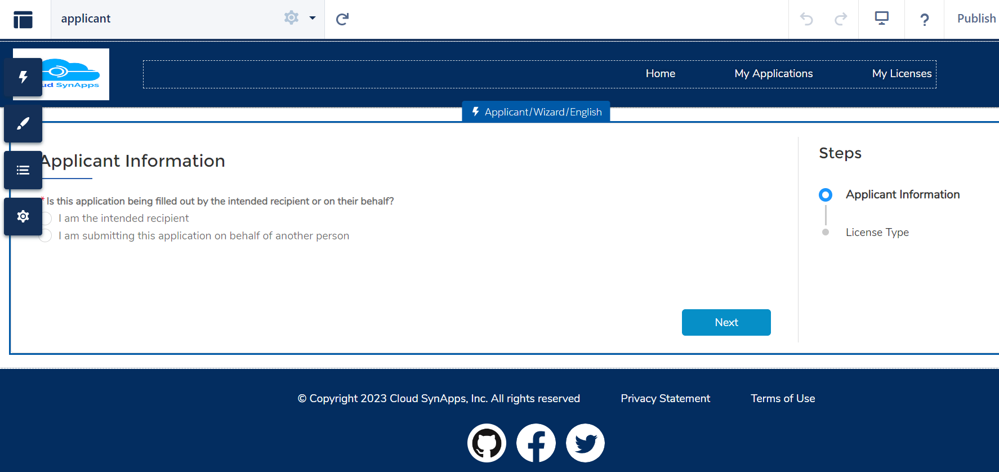 applicant
?
Publish
ud SynApps
Home
My Applications
My Licenses
Applicant/Wizard/English
Applicant Information
* Is this application being filled out by the intended recipient or on their behalf?
I am the intended recipient
I am submitting this application on behalf of another person
Next
Steps
Applicant Information
License Type
© Copyright 2023 Cloud SynApps, Inc. All rights reserved
Privacy Statement
Terms of Use